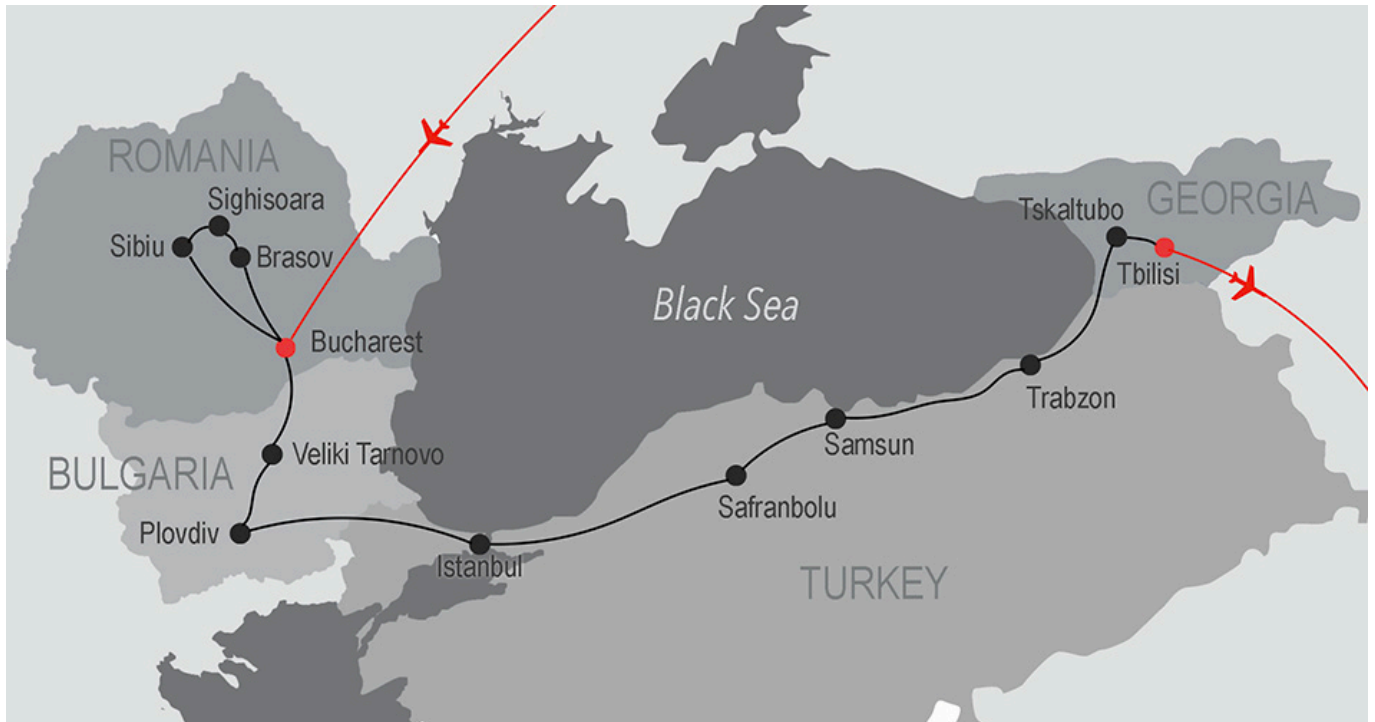 ROMANIA
Sighisoara
Sibiu
Brasov
Bucharest
BULGARIA
Veliki Tarnovo
Plovdiv
Istanbul
Black Sea
Safranbolu
Samsun
Trabzon
TURKEY
Tskaltubo
GEORGIA
Tbilisi